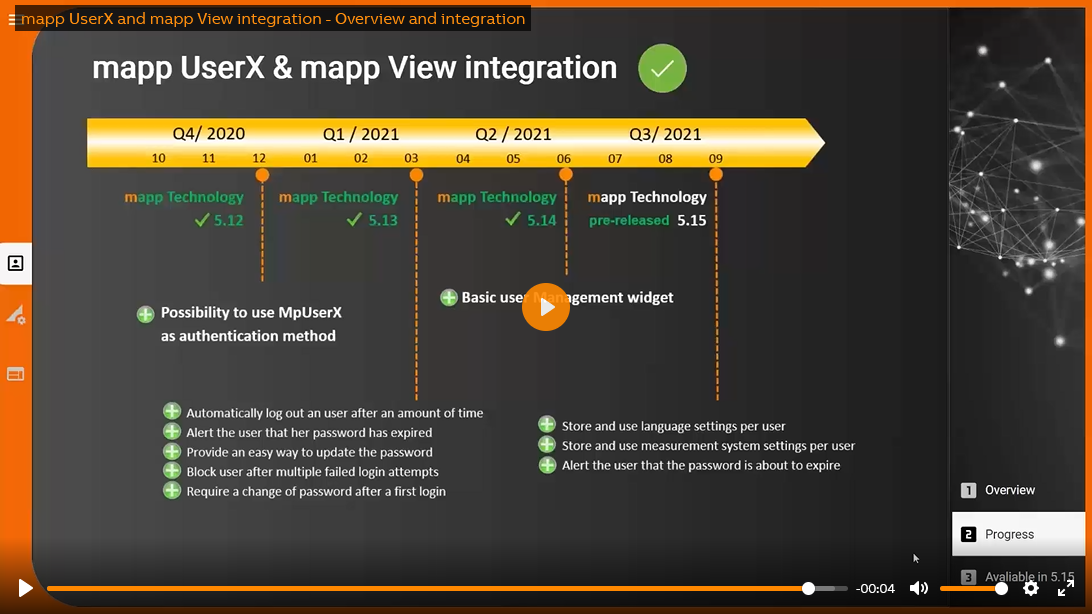 mapp UserX and mapp View integration - Overview and integration
mapp UserX & mapp View integration
Q4/ 2020 Q1 / 2021 Q2 / 2021 Q3/ 2021
10 11 12 01 02 03 04 05 06 07 08 09
mapp Technology mapp Technology mapp Technology mapp Technology
5.12 5.13 5.14 pre-released 5.15
Basic user Management widget
Possibility to use MpUserX
as authentication method
Automatically log out an user after an amount of time
Alert the user that her password has expired
Provide an easy way to update the password
Block user after multiple failed login attempts
Require a change of password after a first login
Store and use language settings per user
Store and use measurement system settings per user
Alert the user that the password is about to expire
1 Overview
2 Progress
3 Avaliable in 5.15
-00:04